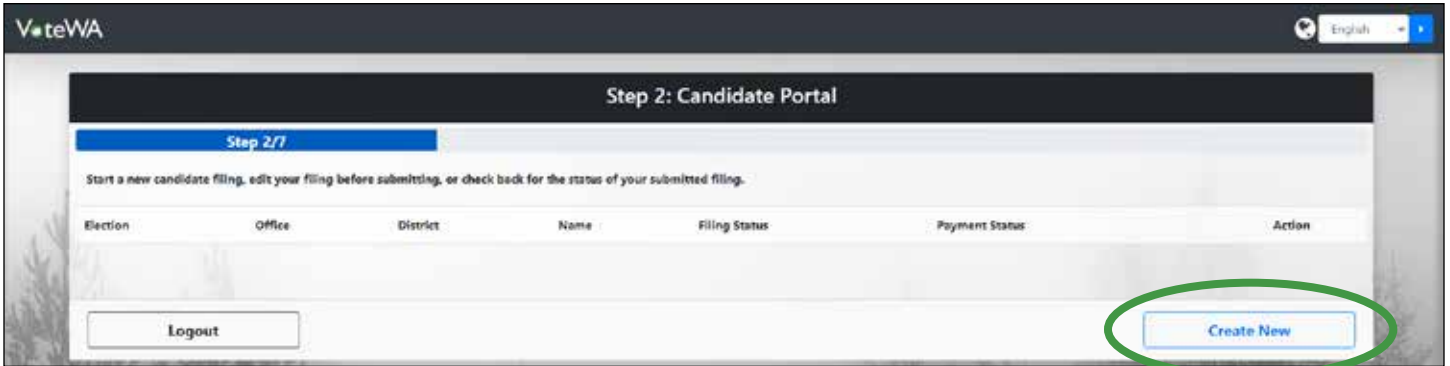 VoteWA
English
Step 2: Candidate Portal
Step 2/7
Start a new candidate filing, edit your filing before submitting, or check back for the status of your submitted filing.
Election Office District Name Filing Status Payment Status Action
Logout Create New